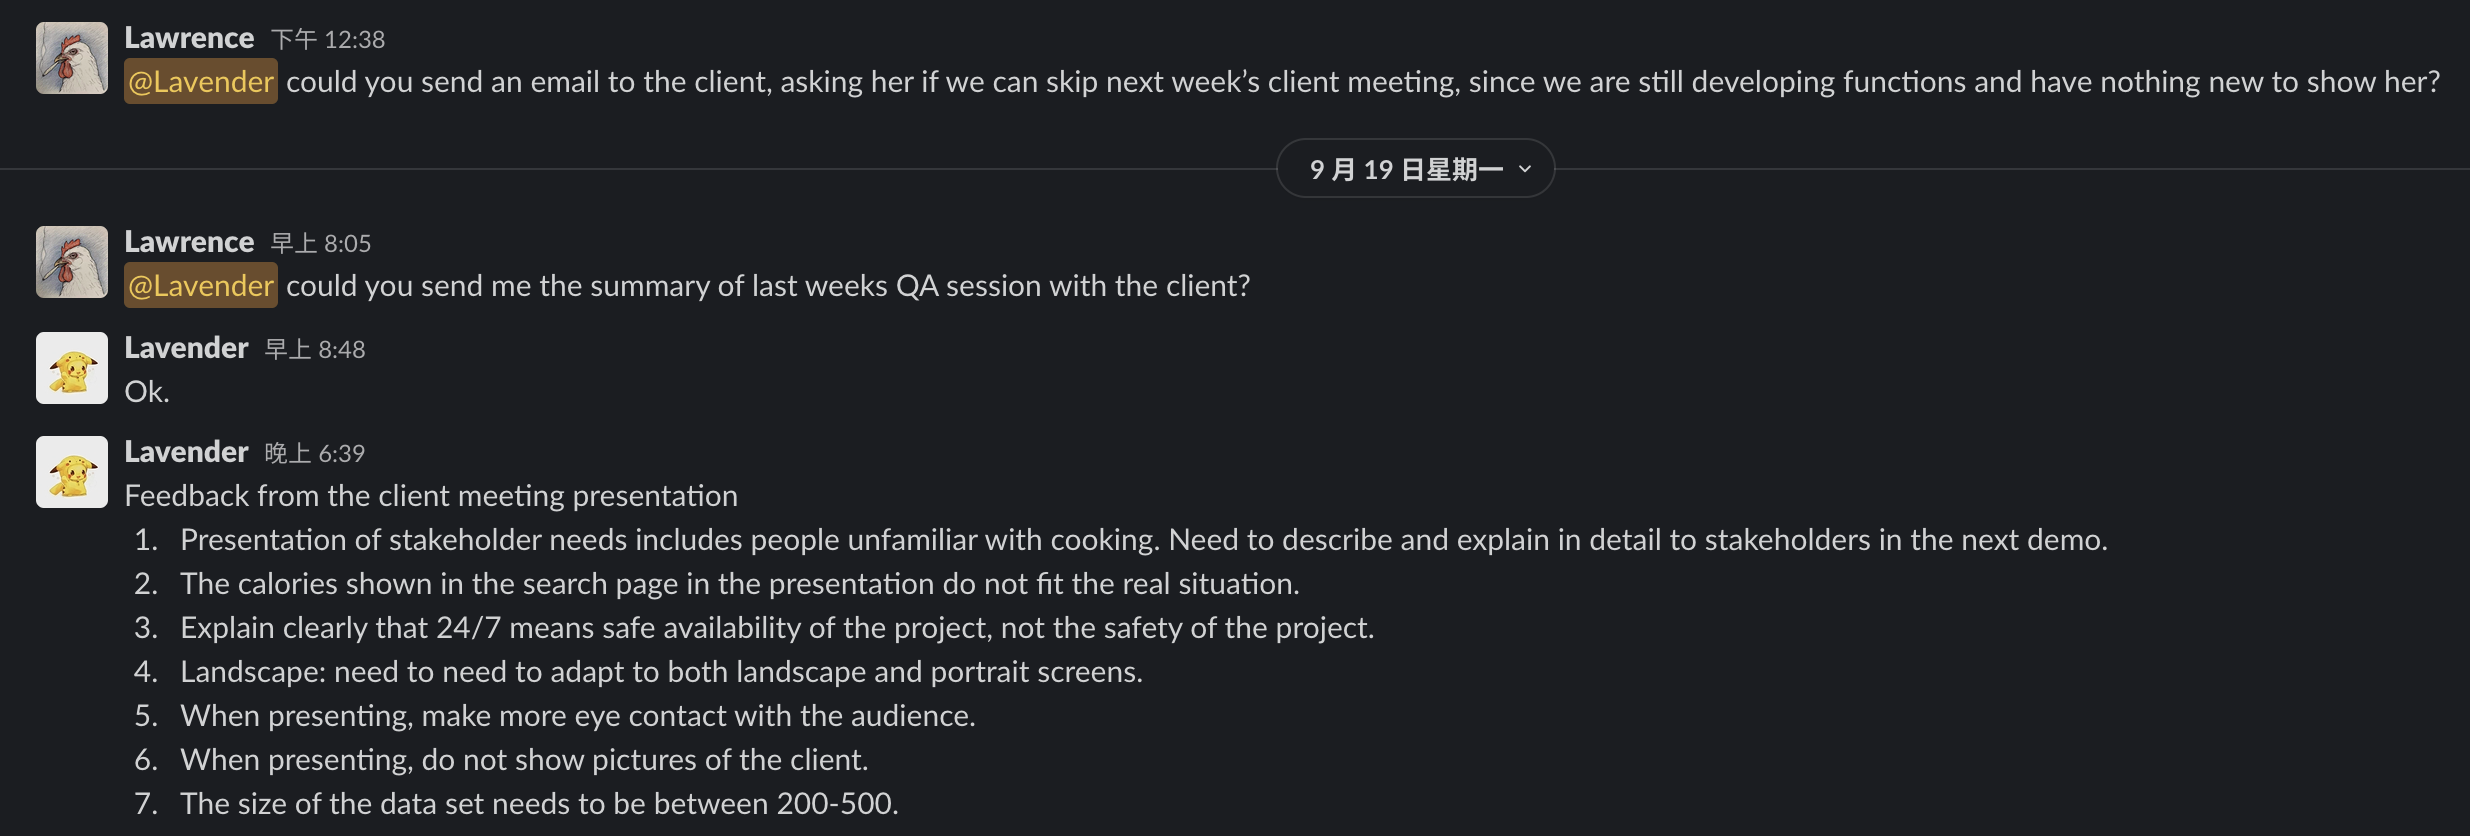 Lawrence 下午 12:38
@Lavender could you send an email to the client, asking her if we can skip next week’s client meeting, since we are still developing functions and have nothing new to show her?
9 月 19 日星期一
Lawrence 早上 8:05
@Lavender could you send me the summary of last weeks QA session with the client?
Lavender 早上 8:48
Ok.
Lavender 晚上 6:39
Feedback from the client meeting presentation
1. Presentation of stakeholder needs includes people unfamiliar with cooking. Need to describe and explain in detail to stakeholders in the next demo.
2. The calories shown in the search page in the presentation do not fit the real situation.
3. Explain clearly that 24/7 means safe availability of the project, not the safety of the project.
4. Landscape: need to need to adapt to both landscape and portrait screens.
5. When presenting, make more eye contact with the audience.
6. When presenting, do not show pictures of the client.
7. The size of the data set needs to be between 200-500.